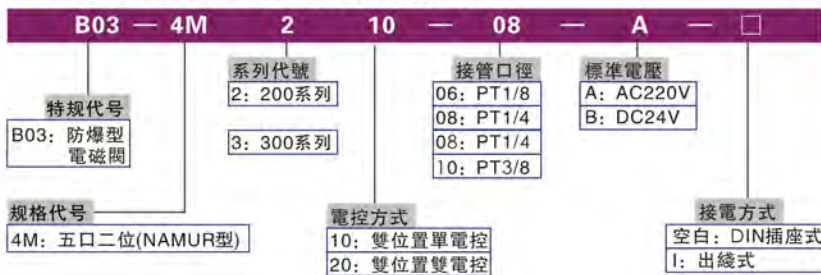 B03 — 4M 2 10 — 08 — A — □
特规代号
B03: 防爆型
電磁閥
规格代号
4M: 五口二位(NAMUR型)
系列代號
2: 200系列
3: 300系列
電控方式
10: 雙位置單電控
20: 雙位置雙電控
接管口徑
06: PT1/8
08: PT1/4
08: PT1/4
10: PT3/8
標準電壓
A: AC220V
B: DC24V
接電方式
空白: DIN插座式
I: 出綫式